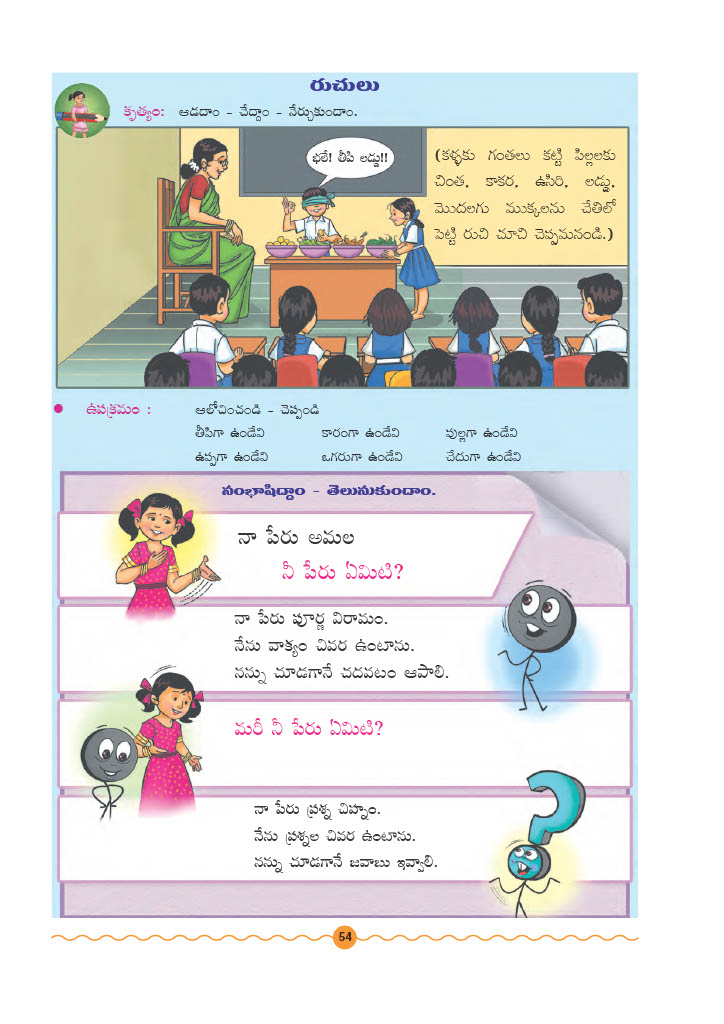 రుచులు
కృత్యం: ఆడదాం - చేద్దాం - నేర్చుకుందాం.
భలే! తీపి లడ్డు!!
(కళ్ళకు గంతలు కట్టి పిల్లలకు
చింత, కాకర, ఉసిరి, లడ్డు,
మొదలగు ముక్కలను చేతిలో
పెట్టి రుచి చూచి చెప్పమనండి.)
ఉపక్రమం : ఆలోచించండి - చెప్పండి
తీపిగా ఉండేవి కారంగా ఉండేవి పుల్లగా ఉండేవి
ఉప్పగా ఉండేవి ఒగరుగా ఉండేవి చేదుగా ఉండేవి
సంభాషిద్దాం - తెలుసుకుందాం.
నా పేరు అమల
నీ పేరు ఏమిటి?
నా పేరు పూర్ణ విరామం.
నేను వాక్యం చివర ఉంటాను.
నన్ను చూడగానే చదవటం ఆపాలి.
మరీ నీ పేరు ఏమిటి?
నా పేరు ప్రశ్న చిహ్నం.
నేను ప్రశ్నల చివర ఉంటాను.
నన్ను చూడగానే జవాబు ఇవ్వాలి.
54